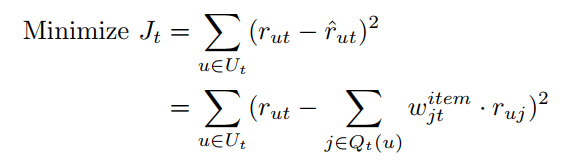 Minimize $J_t = \sum_{u \in U_t} (r_{ut} - \hat{r}_{ut})^2$
$= \sum_{u \in U_t} (r_{ut} - \sum_{j \in Q_t(u)} w_{jt}^{item} \cdot r_{uj})^2$